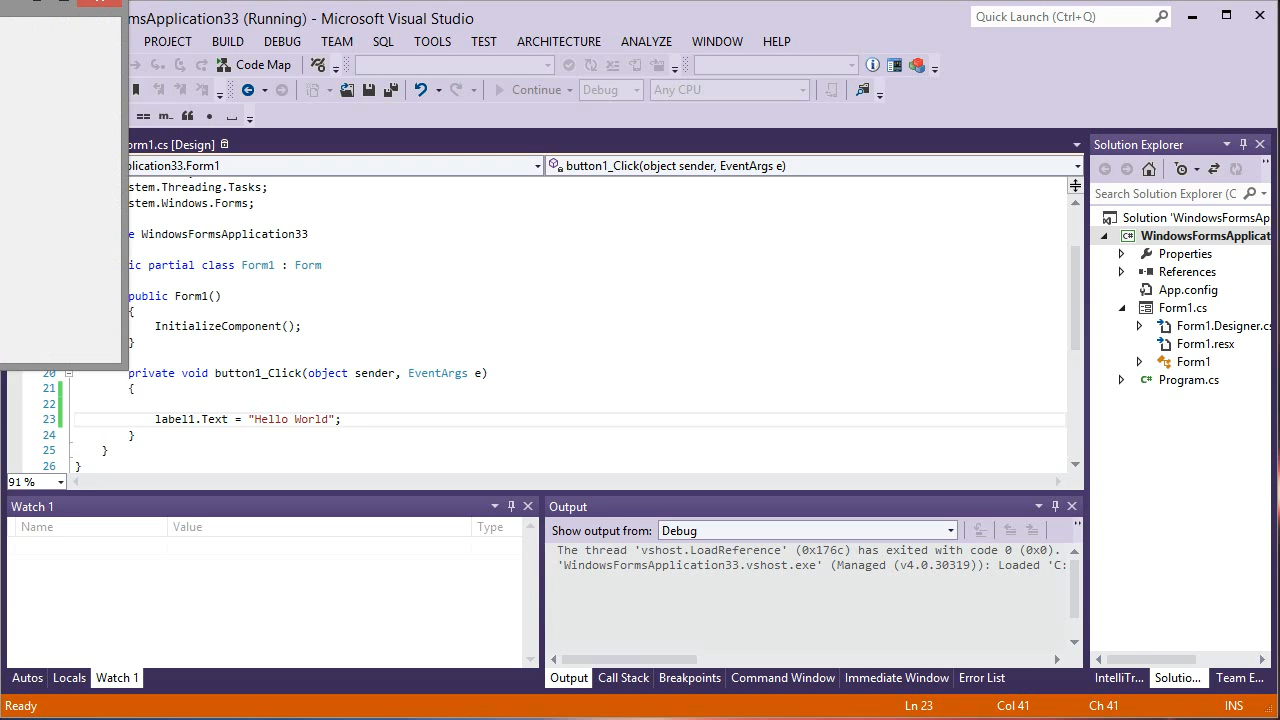 msApplication33 (Running) - Microsoft Visual Studio
Quick Launch (Ctrl+Q)
PROJECT BUILD DEBUG TEAM SQL TOOLS TEST ARCHITECTURE ANALYZE WINDOW HELP
Code Map
Continue Debug Any CPU
orm1.cs [Design]
plication33.Form1
button1_Click(object sender, EventArgs e)
stem.Threading.Tasks;
stem.Windows.Forms;
e WindowsFormsApplication33
ic partial class Form1 : Form
public Form1()
{
InitializeComponent();
}
20 private void button1_Click(object sender, EventArgs e)
21 {
22
23 label1.Text = "Hello World";
24 }
25 }
26 }
91 %
Solution Explorer
Search Solution Explorer (C
Solution 'WindowsFormsAp
WindowsFormsApplicat
Properties
References
App.config
Form1.cs
Form1.Designer.cs
Form1.resx
Form1
Program.cs
Watch 1
Name Value Type
Output
Show output from: Debug
The thread 'vshost.LoadReference' (0x176c) has exited with code 0 (0x0).
'WindowsFormsApplication33.vshost.exe' (Managed (v4.0.30319)): Loaded 'C:
Autos Locals Watch 1
Output Call Stack Breakpoints Command Window Immediate Window Error List
IntelliTr... Solutio... Team E...
Ready Ln 23 Col 41 Ch 41 INS